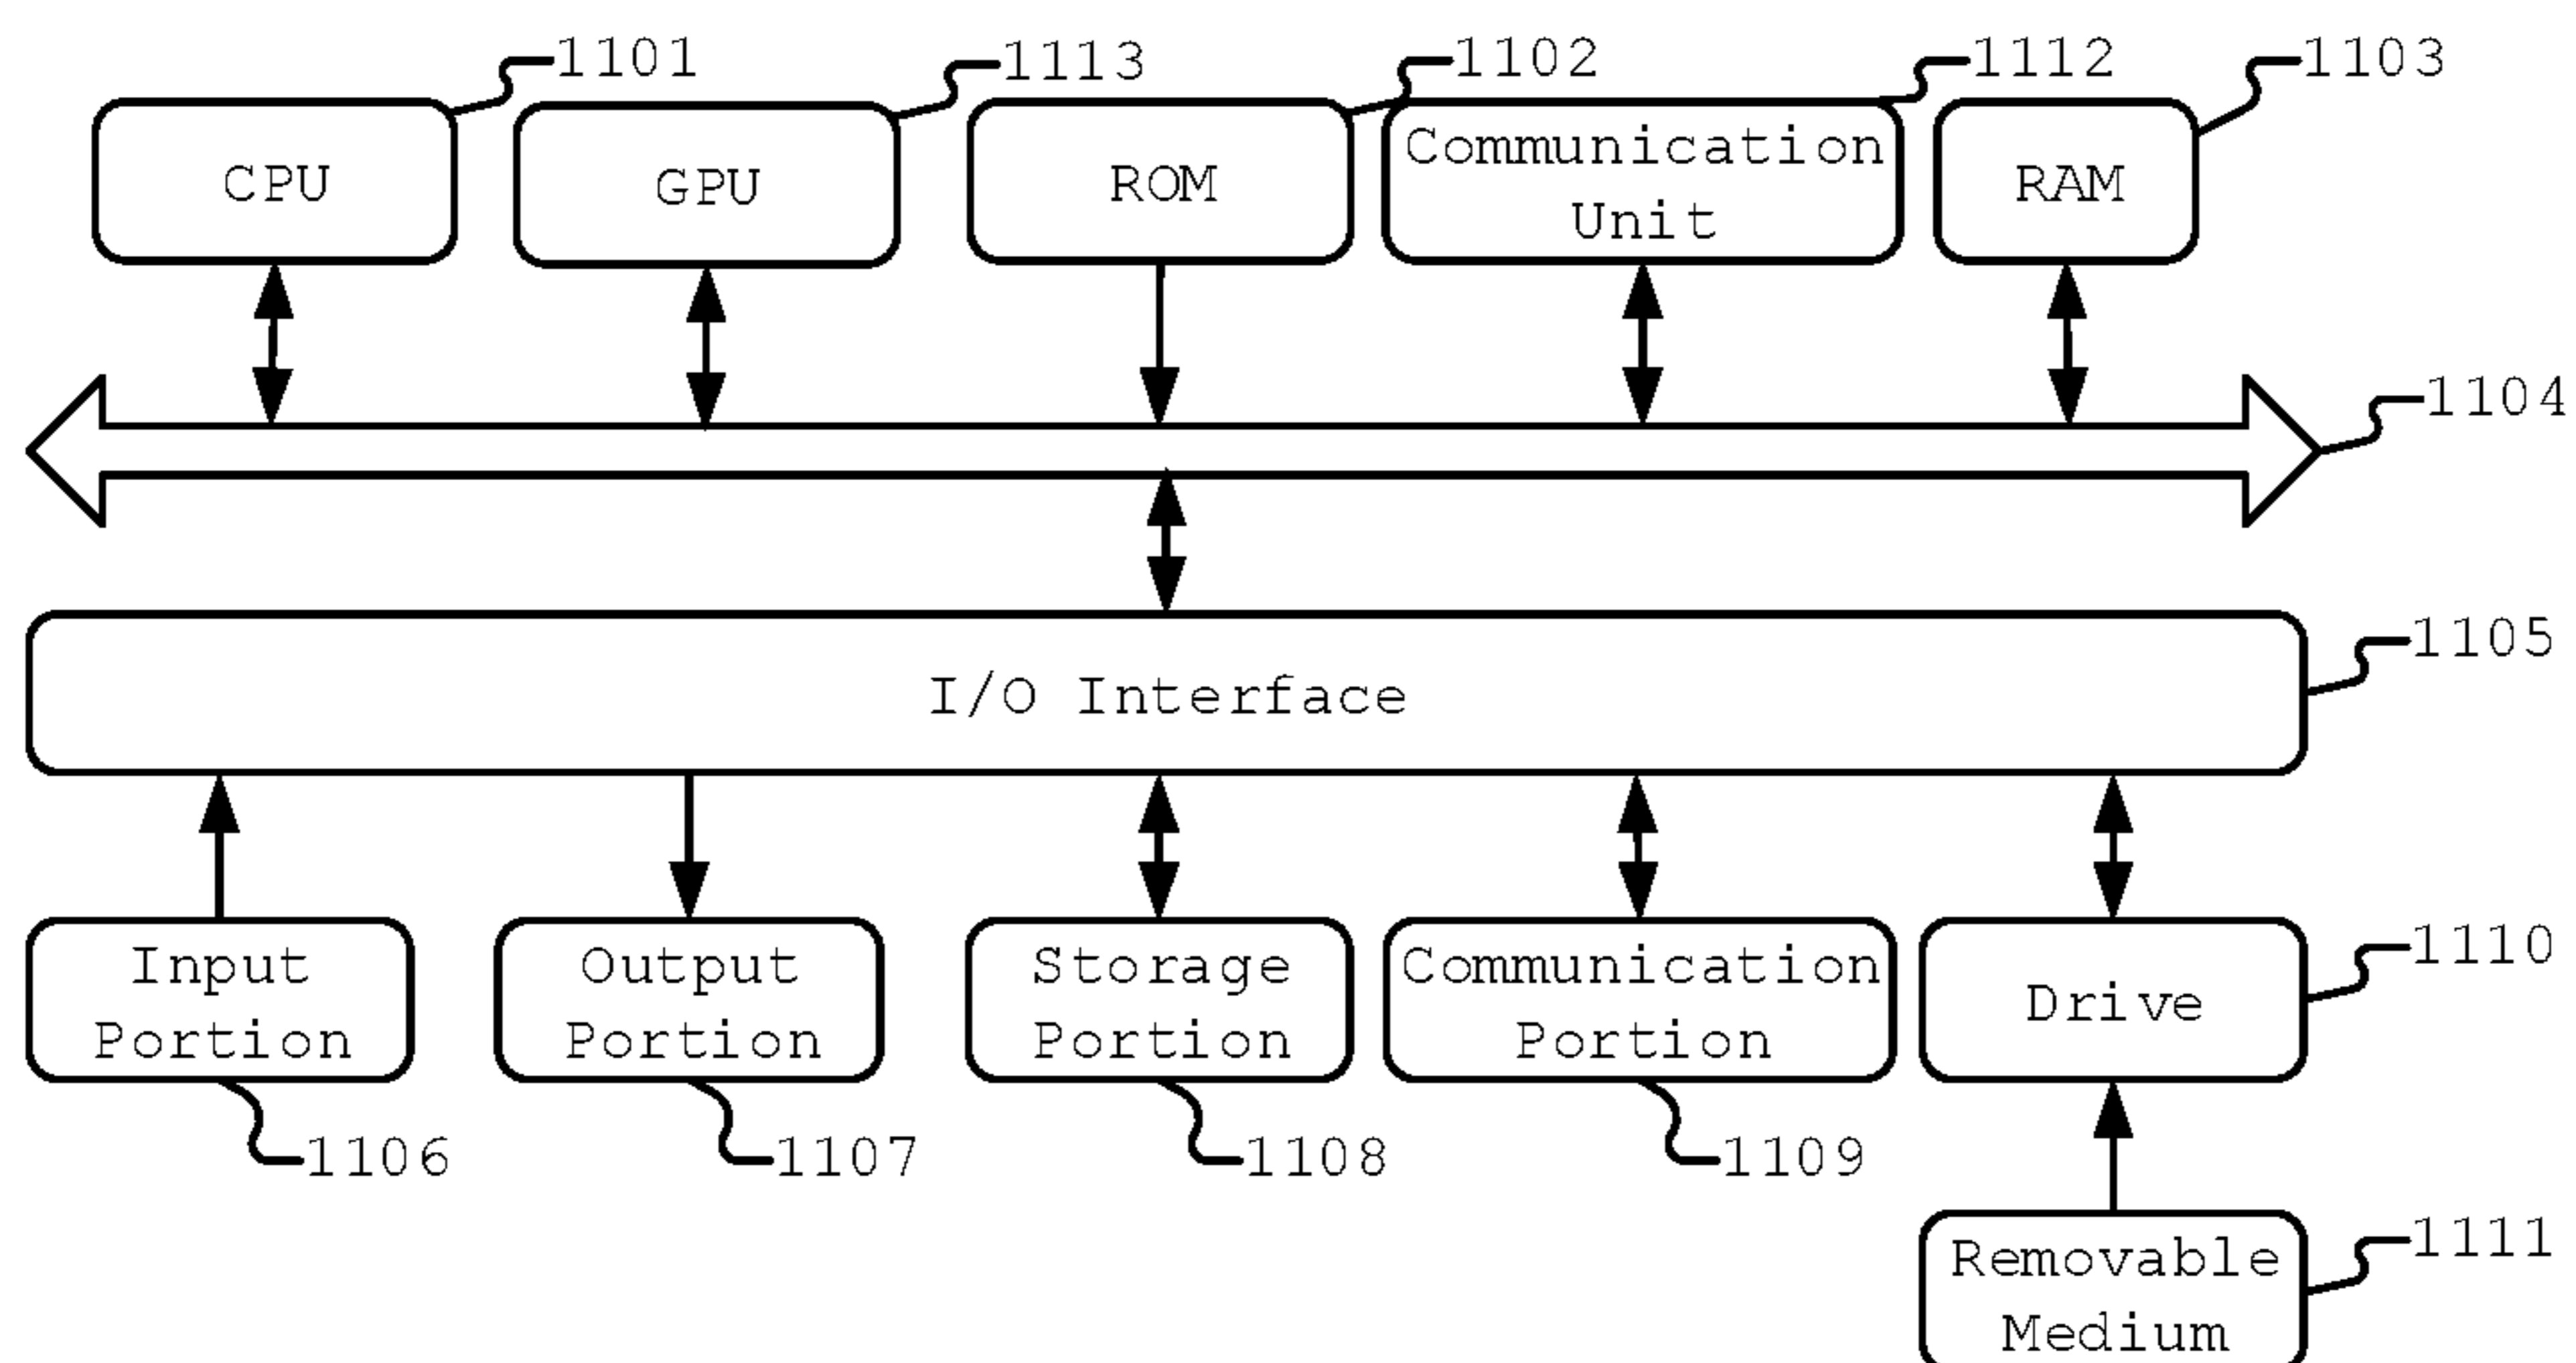 1101
1113
1102
1112
1103
CPU
GPU
ROM
Communication
Unit
RAM
1104
1105
I/O Interface
Input
Portion
Output
Portion
Storage
Portion
Communication
Portion
Drive
1110
1106
1107
1108
1109
Removable
Medium
1111